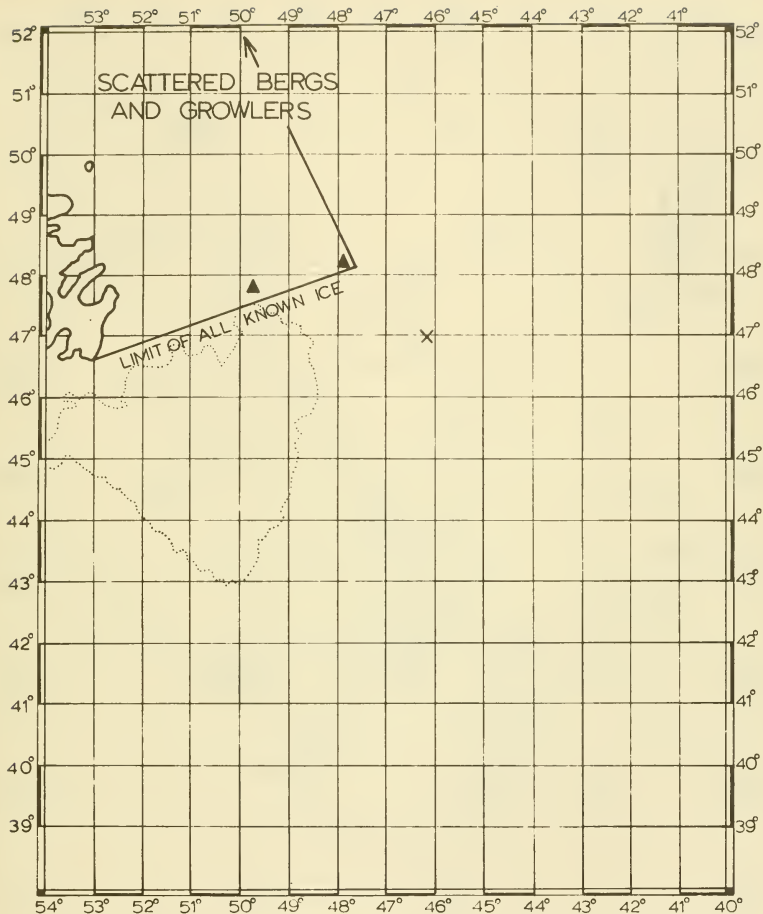 53° 52° 51° 50° 49° 48° 47° 46° 45° 44° 43° 42° 41°
52° 52°
SCATTERED BERGS
AND GROWLERS
51° 51°
50° 50°
49° 49°
48° 48°
LIMIT OF ALL KNOWN ICE
47° 47°
46° 46°
45° 45°
44° 44°
43° 43°
42° 42°
41° 41°
40° 40°
39° 39°
54° 53° 52° 51° 50° 49° 48° 47° 46° 45° 44° 43° 42° 41° 40°